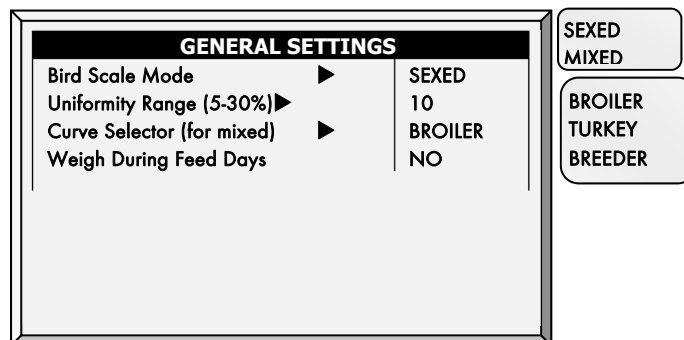 GENERAL SETTINGS
Bird Scale Mode ▶ SEXED
Uniformity Range (5-30%)▶ 10
Curve Selector (for mixed) ▶ BROILER
Weigh During Feed Days NO
SEXED
MIXED
BROILER
TURKEY
BREEDER